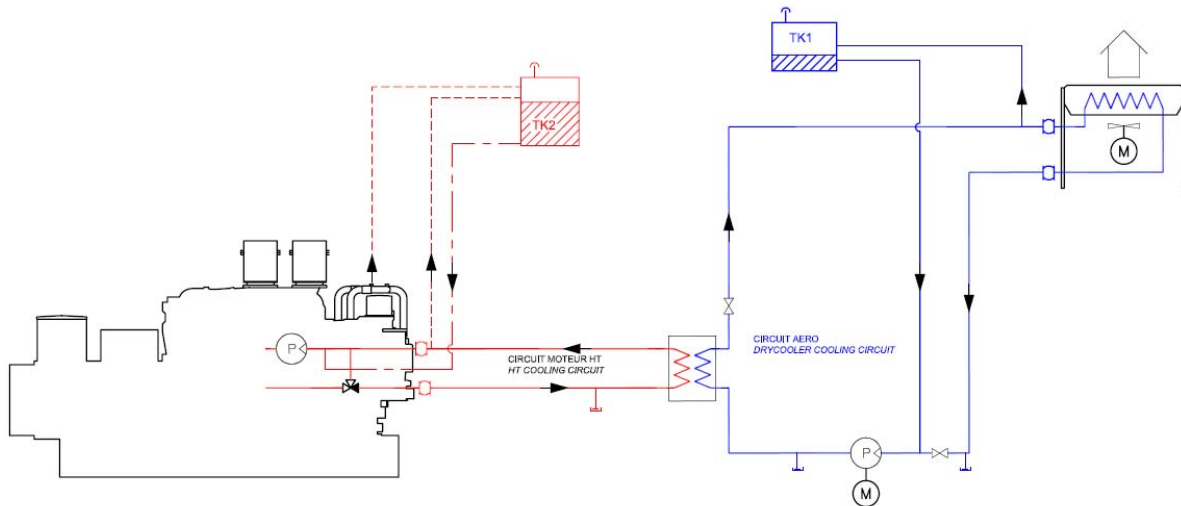 TK1
TK2
M
P
CIRCUIT MOTEUR HT
HT COOLING CIRCUIT
CIRCUIT AERO
DRYCOOLER COOLING CIRCUIT
P
M